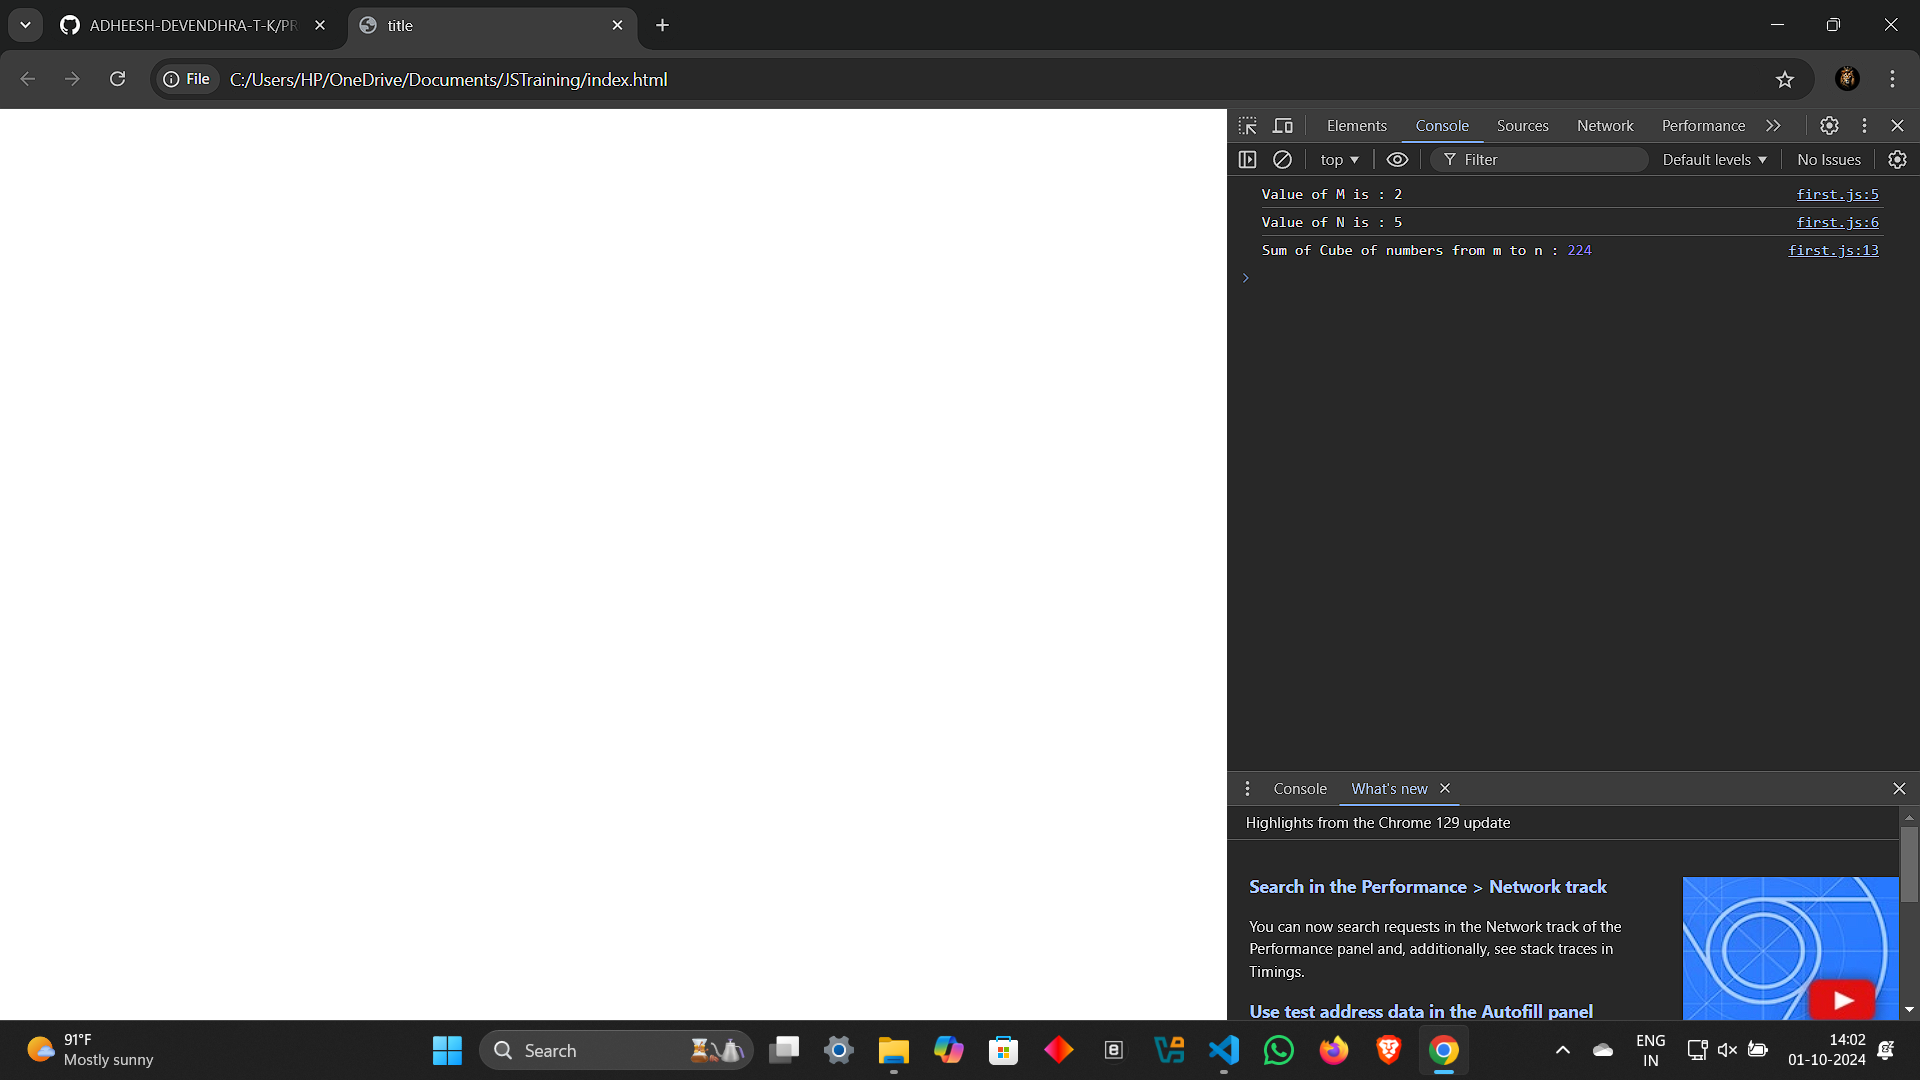 ADHEESH-DEVENDHRA-T-K/PR
title
File
C:/Users/HP/OneDrive/Documents/JSTraining/index.html
Elements Console Sources Network Performance
top
Filter
Default levels
No Issues
Value of M is : 2 first.js:5
Value of N is : 5 first.js:6
Sum of Cube of numbers from m to n : 224 first.js:13
Console What's new
Highlights from the Chrome 129 update
Search in the Performance > Network track
You can now search requests in the Network track of the
Performance panel and, additionally, see stack traces in
Timings.
Use test address data in the Autofill panel
91°F
Mostly sunny
Search
ENG
IN
14:02
01-10-2024